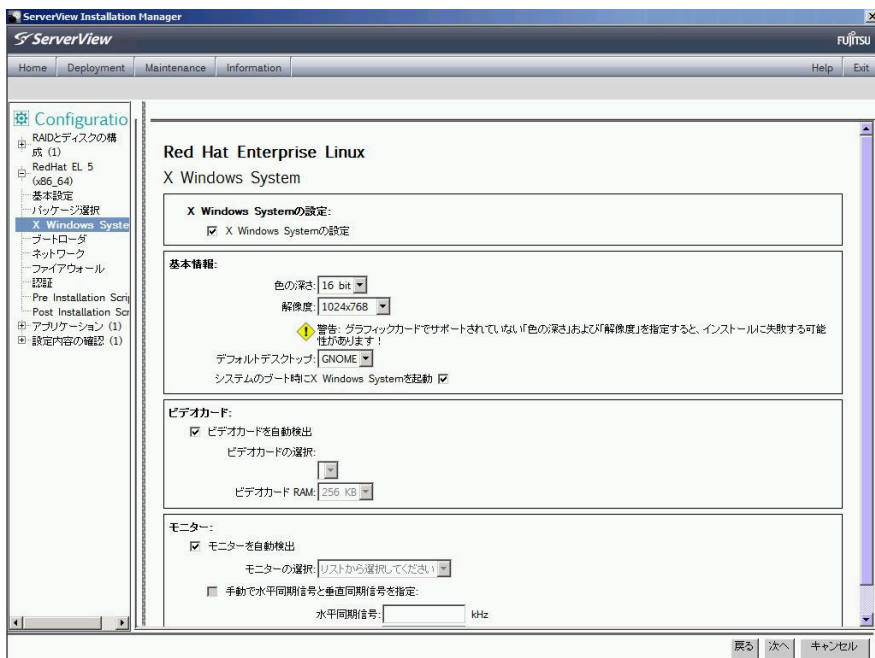 ServerView Installation Manager
ServerView
FUJITSU
Home Deployment Maintenance Information Help Exit
Configuratio
RAIDとディスクの構
成 (1)
RedHat EL 5
(x86_64)
基本設定
パッケージ選択
X Windows Syste
ブートローダ
ネットワーク
ファイアウォール
認証
Pre Installation Scri
Post Installation Scr
アプリケーション (1)
設定内容の確認 (1)
Red Hat Enterprise Linux
X Windows System
X Windows Systemの設定:
X Windows Systemの設定
基本情報:
色の深さ: 16 bit
解像度: 1024x768
警告: グラフィックカードでサポートされていない「色の深さ」および「解像度」を指定すると、インストールに失敗する可能
性があります！
デフォルトデスクトップ: GNOME
システムのブート時にX Windows Systemを起動
ビデオカード:
ビデオカードを自動検出
ビデオカードの選択:
ビデオカード RAM: 256 KB
モニター:
モニターを自動検出
モニターの選択: リストから選択してください
手動で水平同期信号と垂直同期信号を指定:
水平同期信号: kHz
戻る 次へ キャンセル